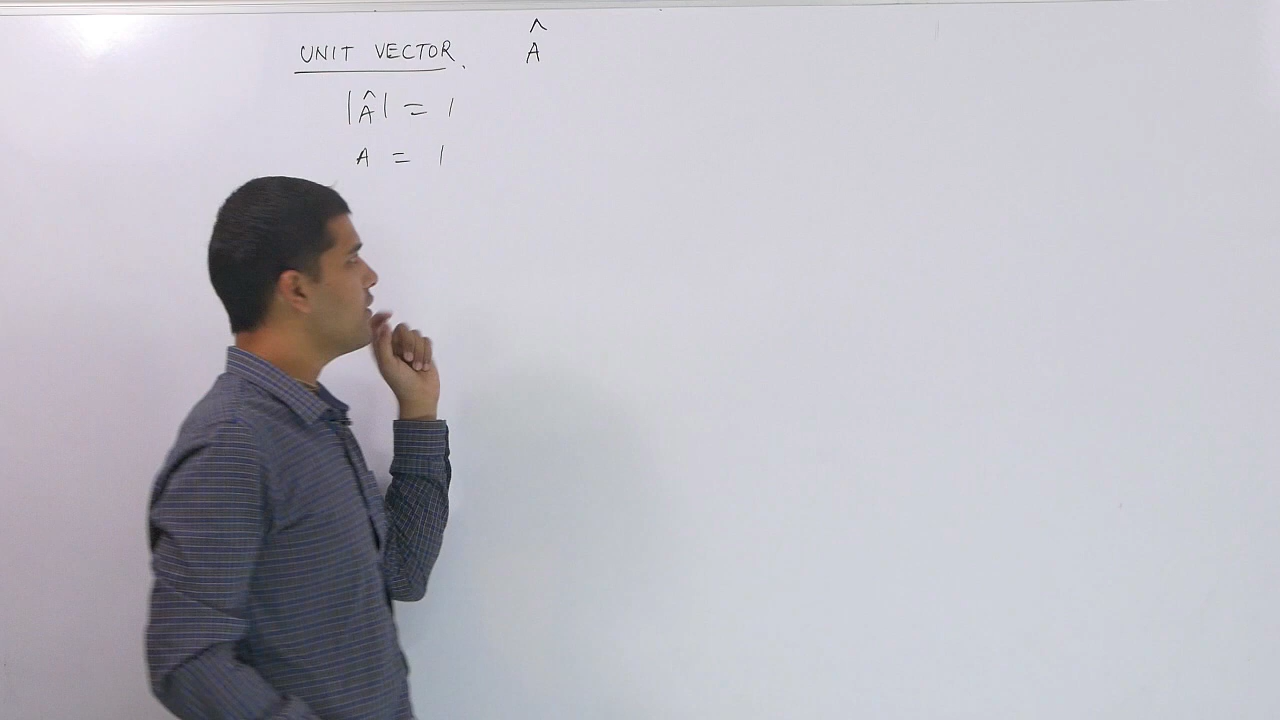 UNIT VECTOR. Â
|Â| = 1
A = 1